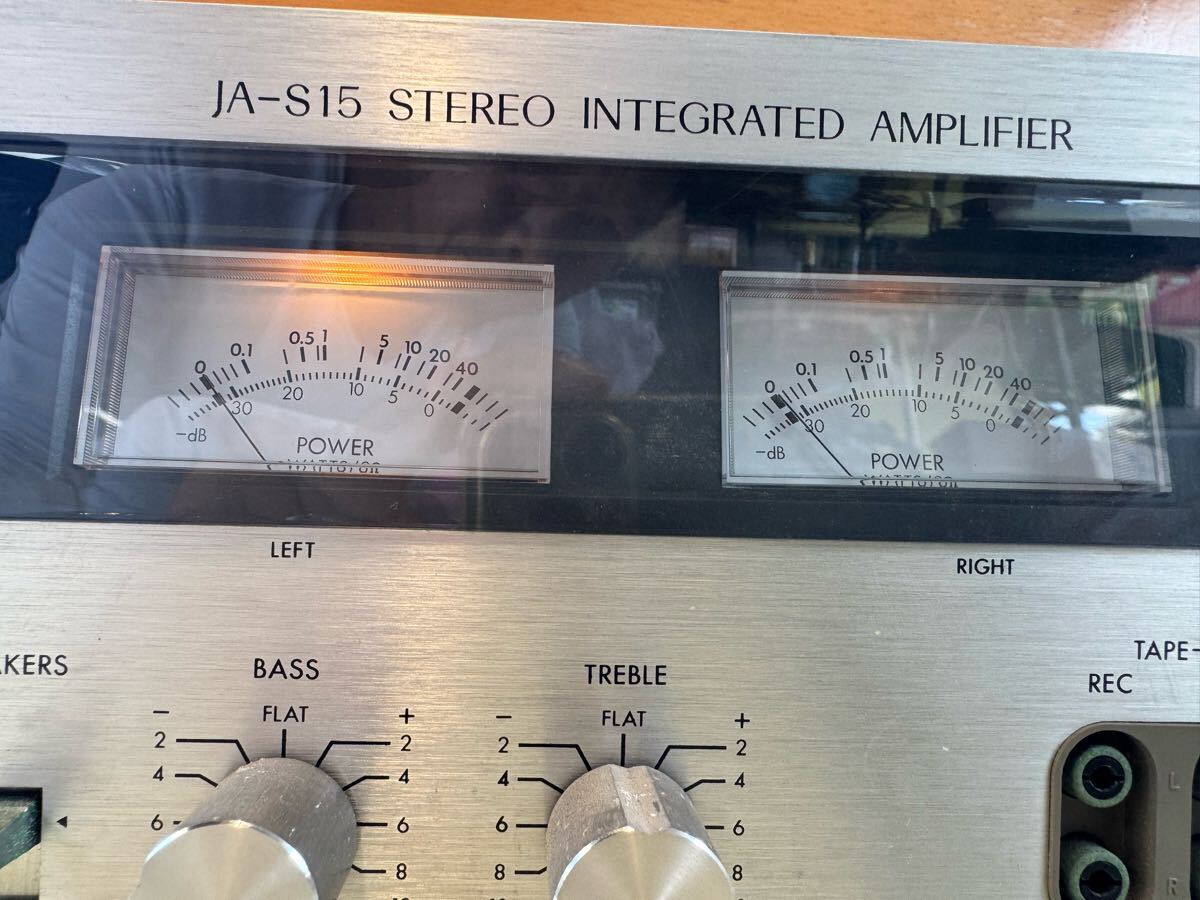 JA-S15 STEREO INTEGRATED AMPLIFIER
0 0.1 0.5 1 5 10 20 40
30 20 10 5 0
-dB
POWER
0 0.1 0.5 1 5 10 20 40
30 20 10 5 0
-dB
POWER
LEFT
RIGHT
AKERS
BASS
TREBLE
TAPE-
REC
- FLAT +
2 2
4 4
6 6
8
- FLAT +
2 2
4 4
6 6
8 8
L
R